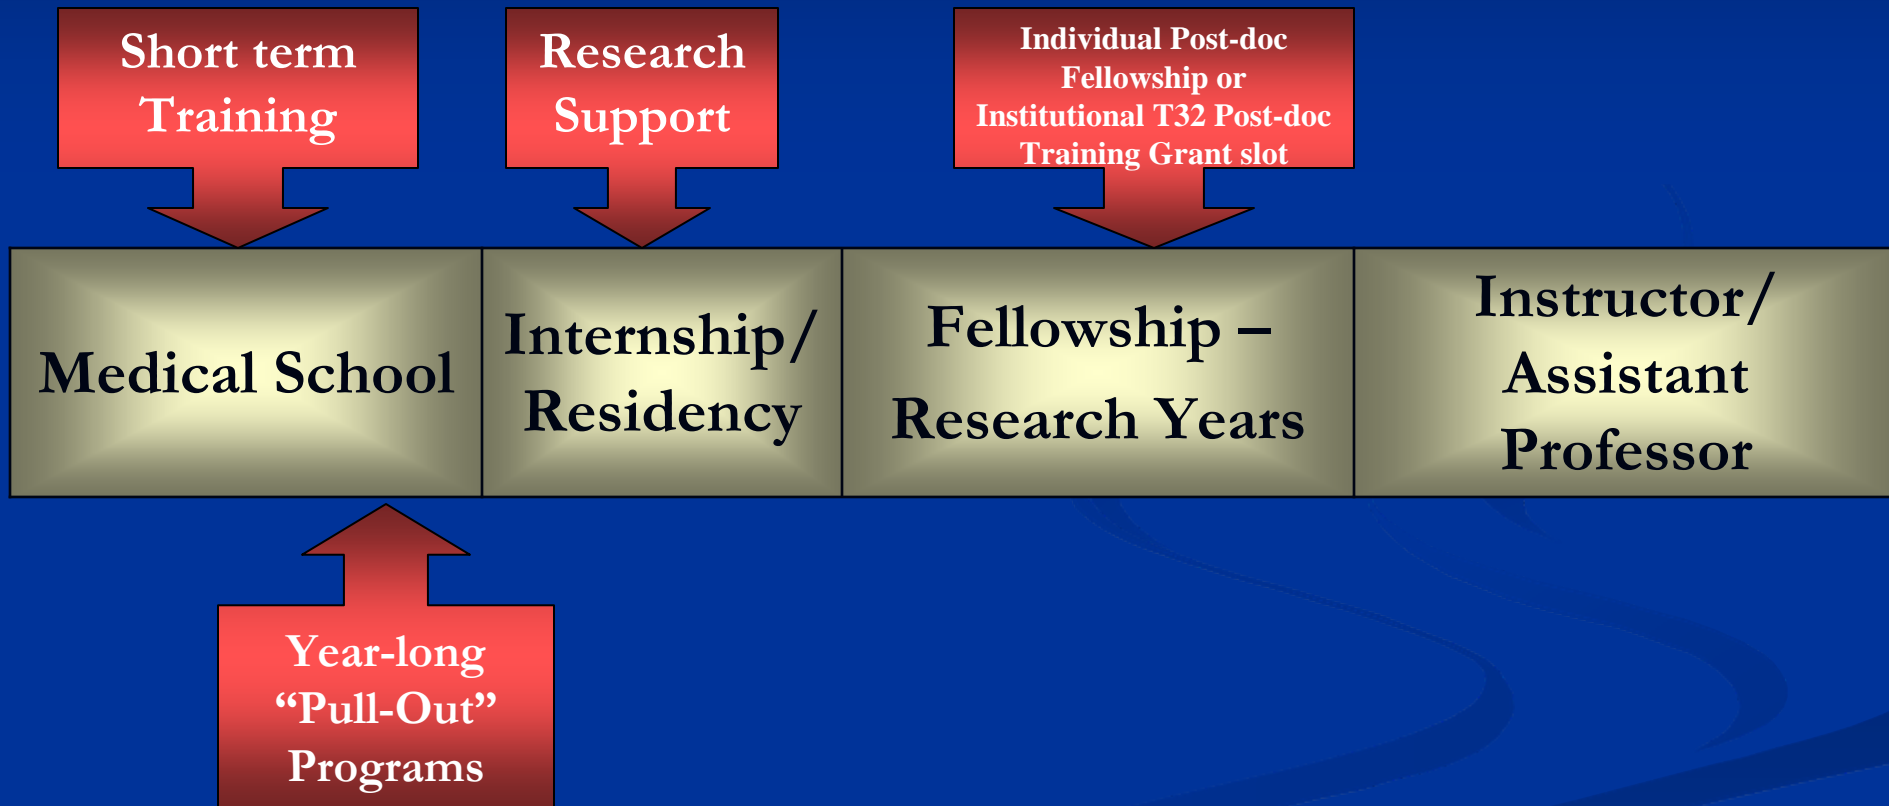 Short term
Training
Research
Support
Individual Post-doc
Fellowship or
Institutional T32 Post-doc
Training Grant slot
Medical School
Internship/
Residency
Fellowship –
Research Years
Instructor/
Assistant
Professor
Year-long
“Pull-Out”
Programs